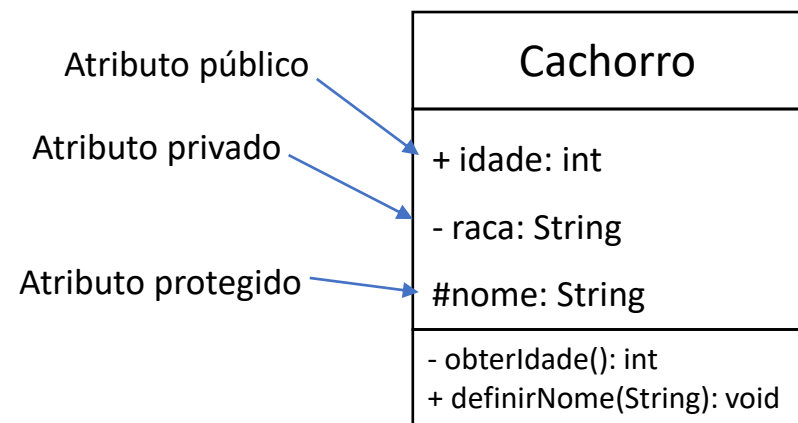 Atributo público
Atributo privado
Atributo protegido
Cachorro
+ idade: int
- raca: String
#nome: String
- obterIdade(): int
+ definirNome(String): void